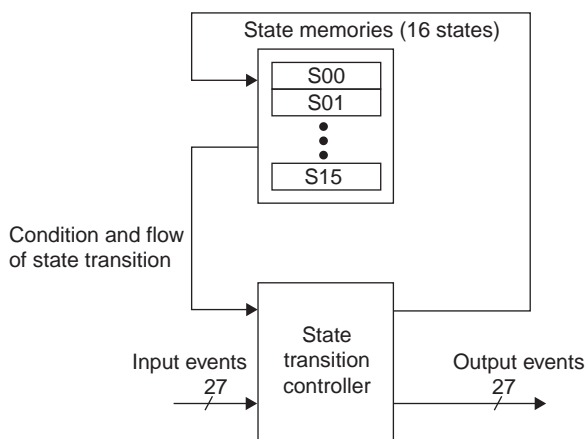 State memories (16 states)
S00
S01
S15
Condition and flow
of state transition
State
transition
controller
Input events
27
Output events
27